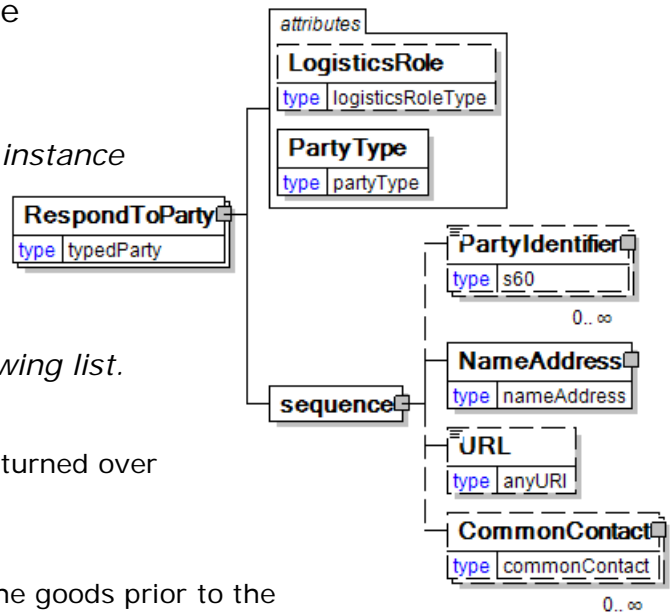 e
instance
wing list.
turned over
ne goods prior to the
attributes
LogisticsRole
type logisticsRoleType
PartyType
type partyType
RespondToParty
type typedParty
sequence
PartyIdentifier
type s60
0.. ∞
NameAddress
type nameAddress
URL
type anyURI
CommonContact
type commonContact
0.. ∞